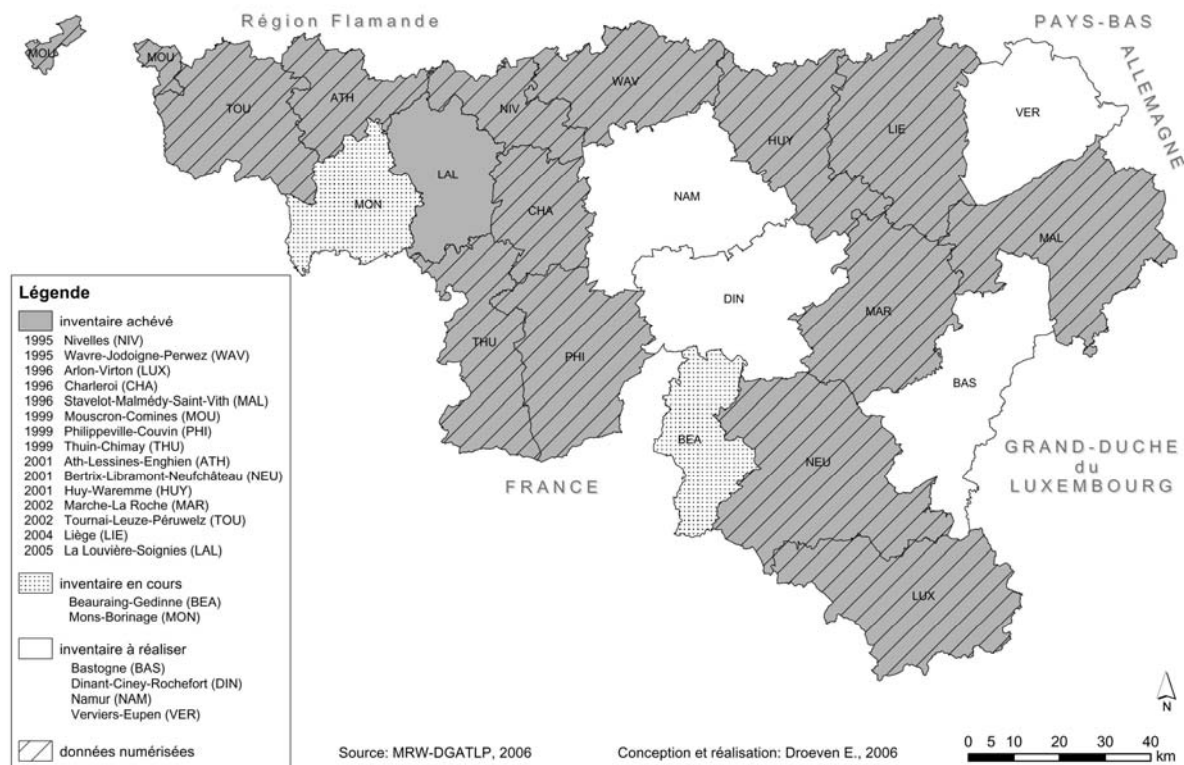 Région Flamande
PAYS-BAS
ALLEMAGNE
MOU
MOU
TOU
ATH
NIV
WAV
HUY
LIE
VER
MON
LAL
CHA
NAM
MAL
DIN
MAR
THU
PHI
BAS
BEA
NEU
LUX
FRANCE
GRAND-DUCHE
du
LUXEMBOURG
Légende
inventaire achévé
1995 Nivelles (NIV)
1995 Wavre-Jodoigne-Perwez (WAV)
1996 Arlon-Virton (LUX)
1996 Charleroi (CHA)
1996 Stavelot-Malmédy-Saint-Vith (MAL)
1999 Mouscron-Comines (MOU)
1999 Philippeville-Couvin (PHI)
1999 Thuin-Chimay (THU)
2001 Ath-Lessines-Enghien (ATH)
2001 Bertrix-Libramont-Neufchâteau (NEU)
2001 Huy-Waremme (HUY)
2002 Marche-La Roche (MAR)
2002 Tournai-Leuze-Péruwelz (TOU)
2004 Liège (LIE)
2005 La Louvière-Soignies (LAL)
inventaire en cours
Beauraing-Gedinne (BEA)
Mons-Borinage (MON)
inventaire à réaliser
Bastogne (BAS)
Dinant-Ciney-Rochefort (DIN)
Namur (NAM)
Verviers-Eupen (VER)
données numérisées
Source: MRW-DGATLP, 2006
Conception et réalisation: Droeven E., 2006
N
0 5 10 20 30 40
km